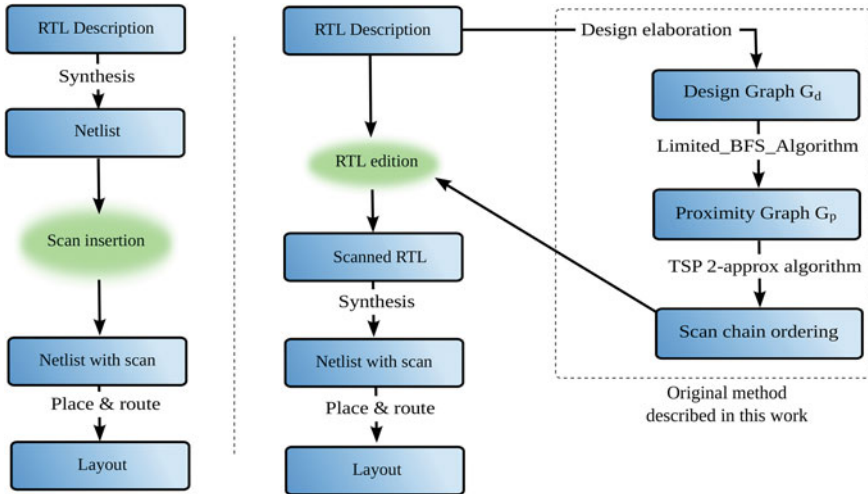 RTL Description
Synthesis
Netlist
Scan insertion
Netlist with scan
Place & route
Layout
RTL Description
RTL edition
Scanned RTL
Synthesis
Netlist with scan
Place & route
Layout
Design elaboration
Design Graph Gd
Limited_BFS_Algorithm
Proximity Graph Gp
TSP 2-approx algorithm
Scan chain ordering
Original method
described in this work